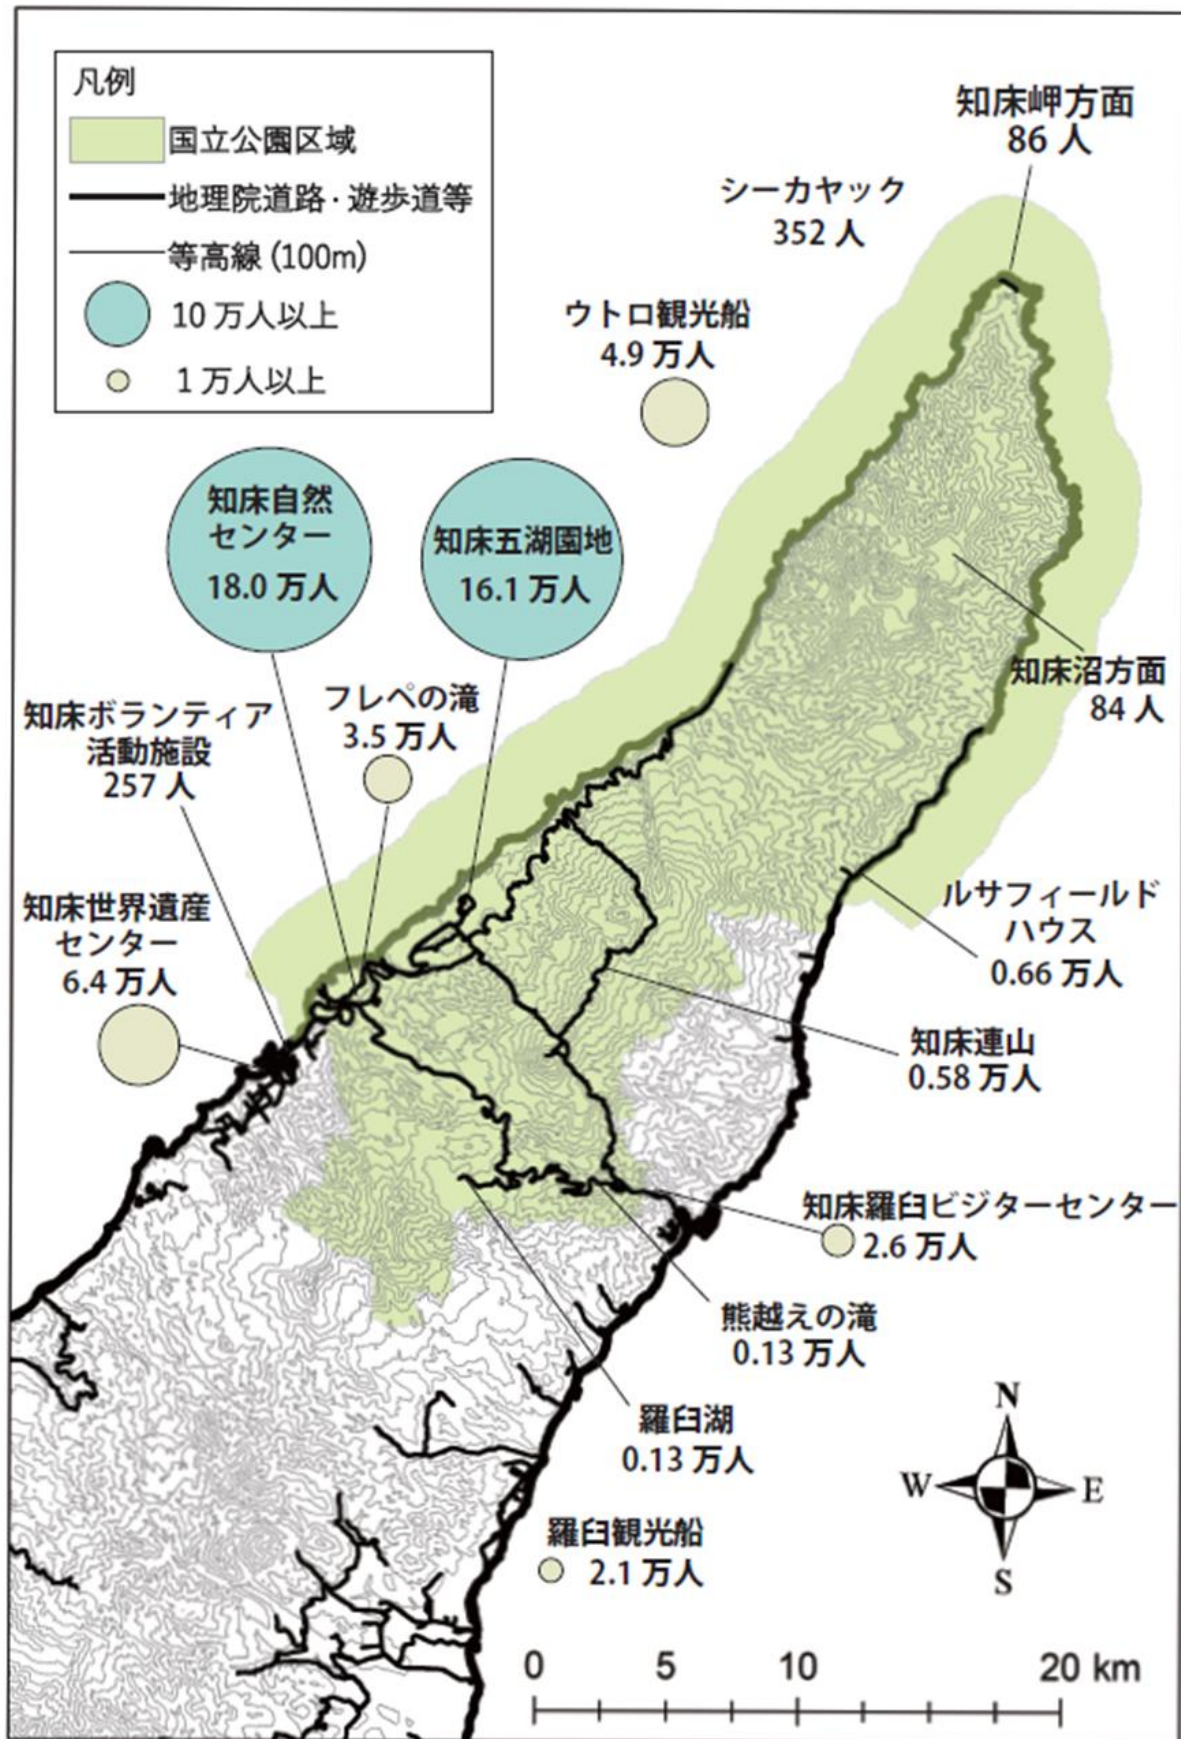 凡例
国立公園区域
地理院道路・遊歩道等
等高線 (100m)
10 万人以上
1 万人以上
知床岬方面
86 人
シーカヤック
352 人
ウトロ観光船
4.9 万人
知床自然
センター
18.0 万人
知床五湖園地
16.1 万人
知床沼方面
84 人
フレペの滝
3.5 万人
知床ボランティア
活動施設
257 人
知床世界遺産
センター
6.4 万人
ルサフィールド
ハウス
0.66 万人
知床連山
0.58 万人
知床羅臼ビジターセンター
2.6 万人
熊越えの滝
0.13 万人
羅臼湖
0.13 万人
羅臼観光船
2.1 万人
N
W
E
S
0 5 10 20 km